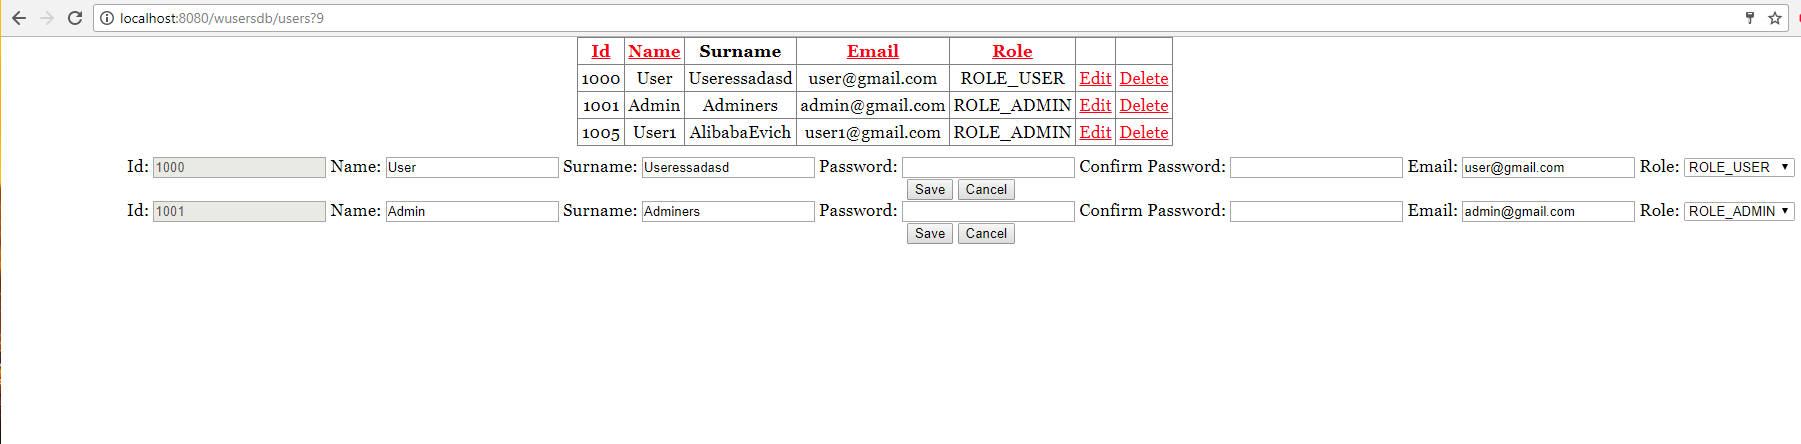 localhost:8080/wusersdb/users?9
Id Name Surname Email Role
1000 User Useressadasd user@gmail.com ROLE_USER Edit Delete
1001 Admin Adminers admin@gmail.com ROLE_ADMIN Edit Delete
1005 User1 AlibabaEvich user1@gmail.com ROLE_ADMIN Edit Delete
Id: 1000 Name: User Surname: Useressadasd Password: Confirm Password: Email: user@gmail.com Role: ROLE_USER
Save Cancel
Id: 1001 Name: Admin Surname: Adminers Password: Confirm Password: Email: admin@gmail.com Role: ROLE_ADMIN
Save Cancel